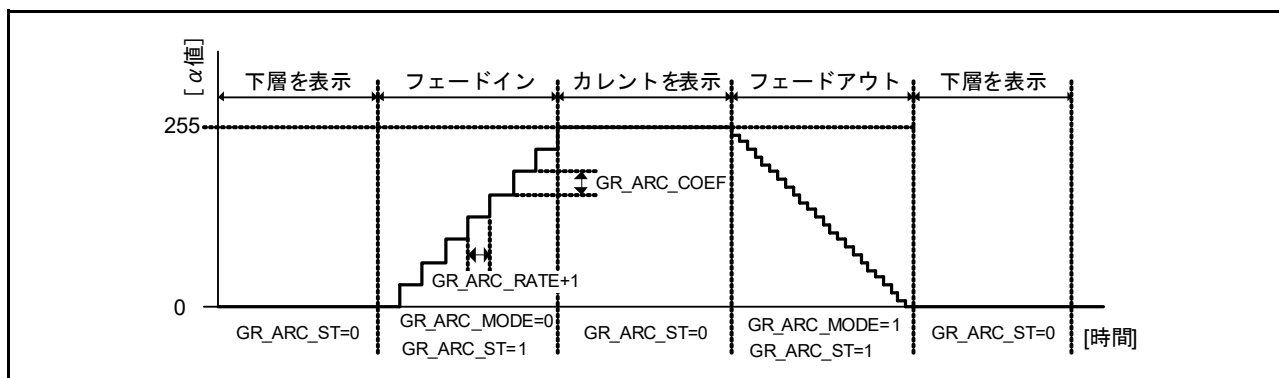 [α値]
下層を表示
フェードイン
カレントを表示
フェードアウト
下層を表示
255
GR_ARC_COEF
GR_ARC_RATE+1
0
GR_ARC_ST=0
GR_ARC_MODE=0
GR_ARC_ST=1
GR_ARC_ST=0
GR_ARC_MODE=1
GR_ARC_ST=1
GR_ARC_ST=0
[時間]